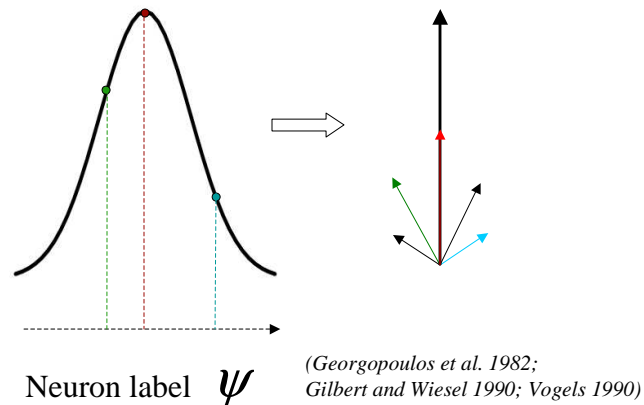 Neuron label ψ
(Georgopoulos et al. 1982;
Gilbert and Wiesel 1990; Vogels 1990)